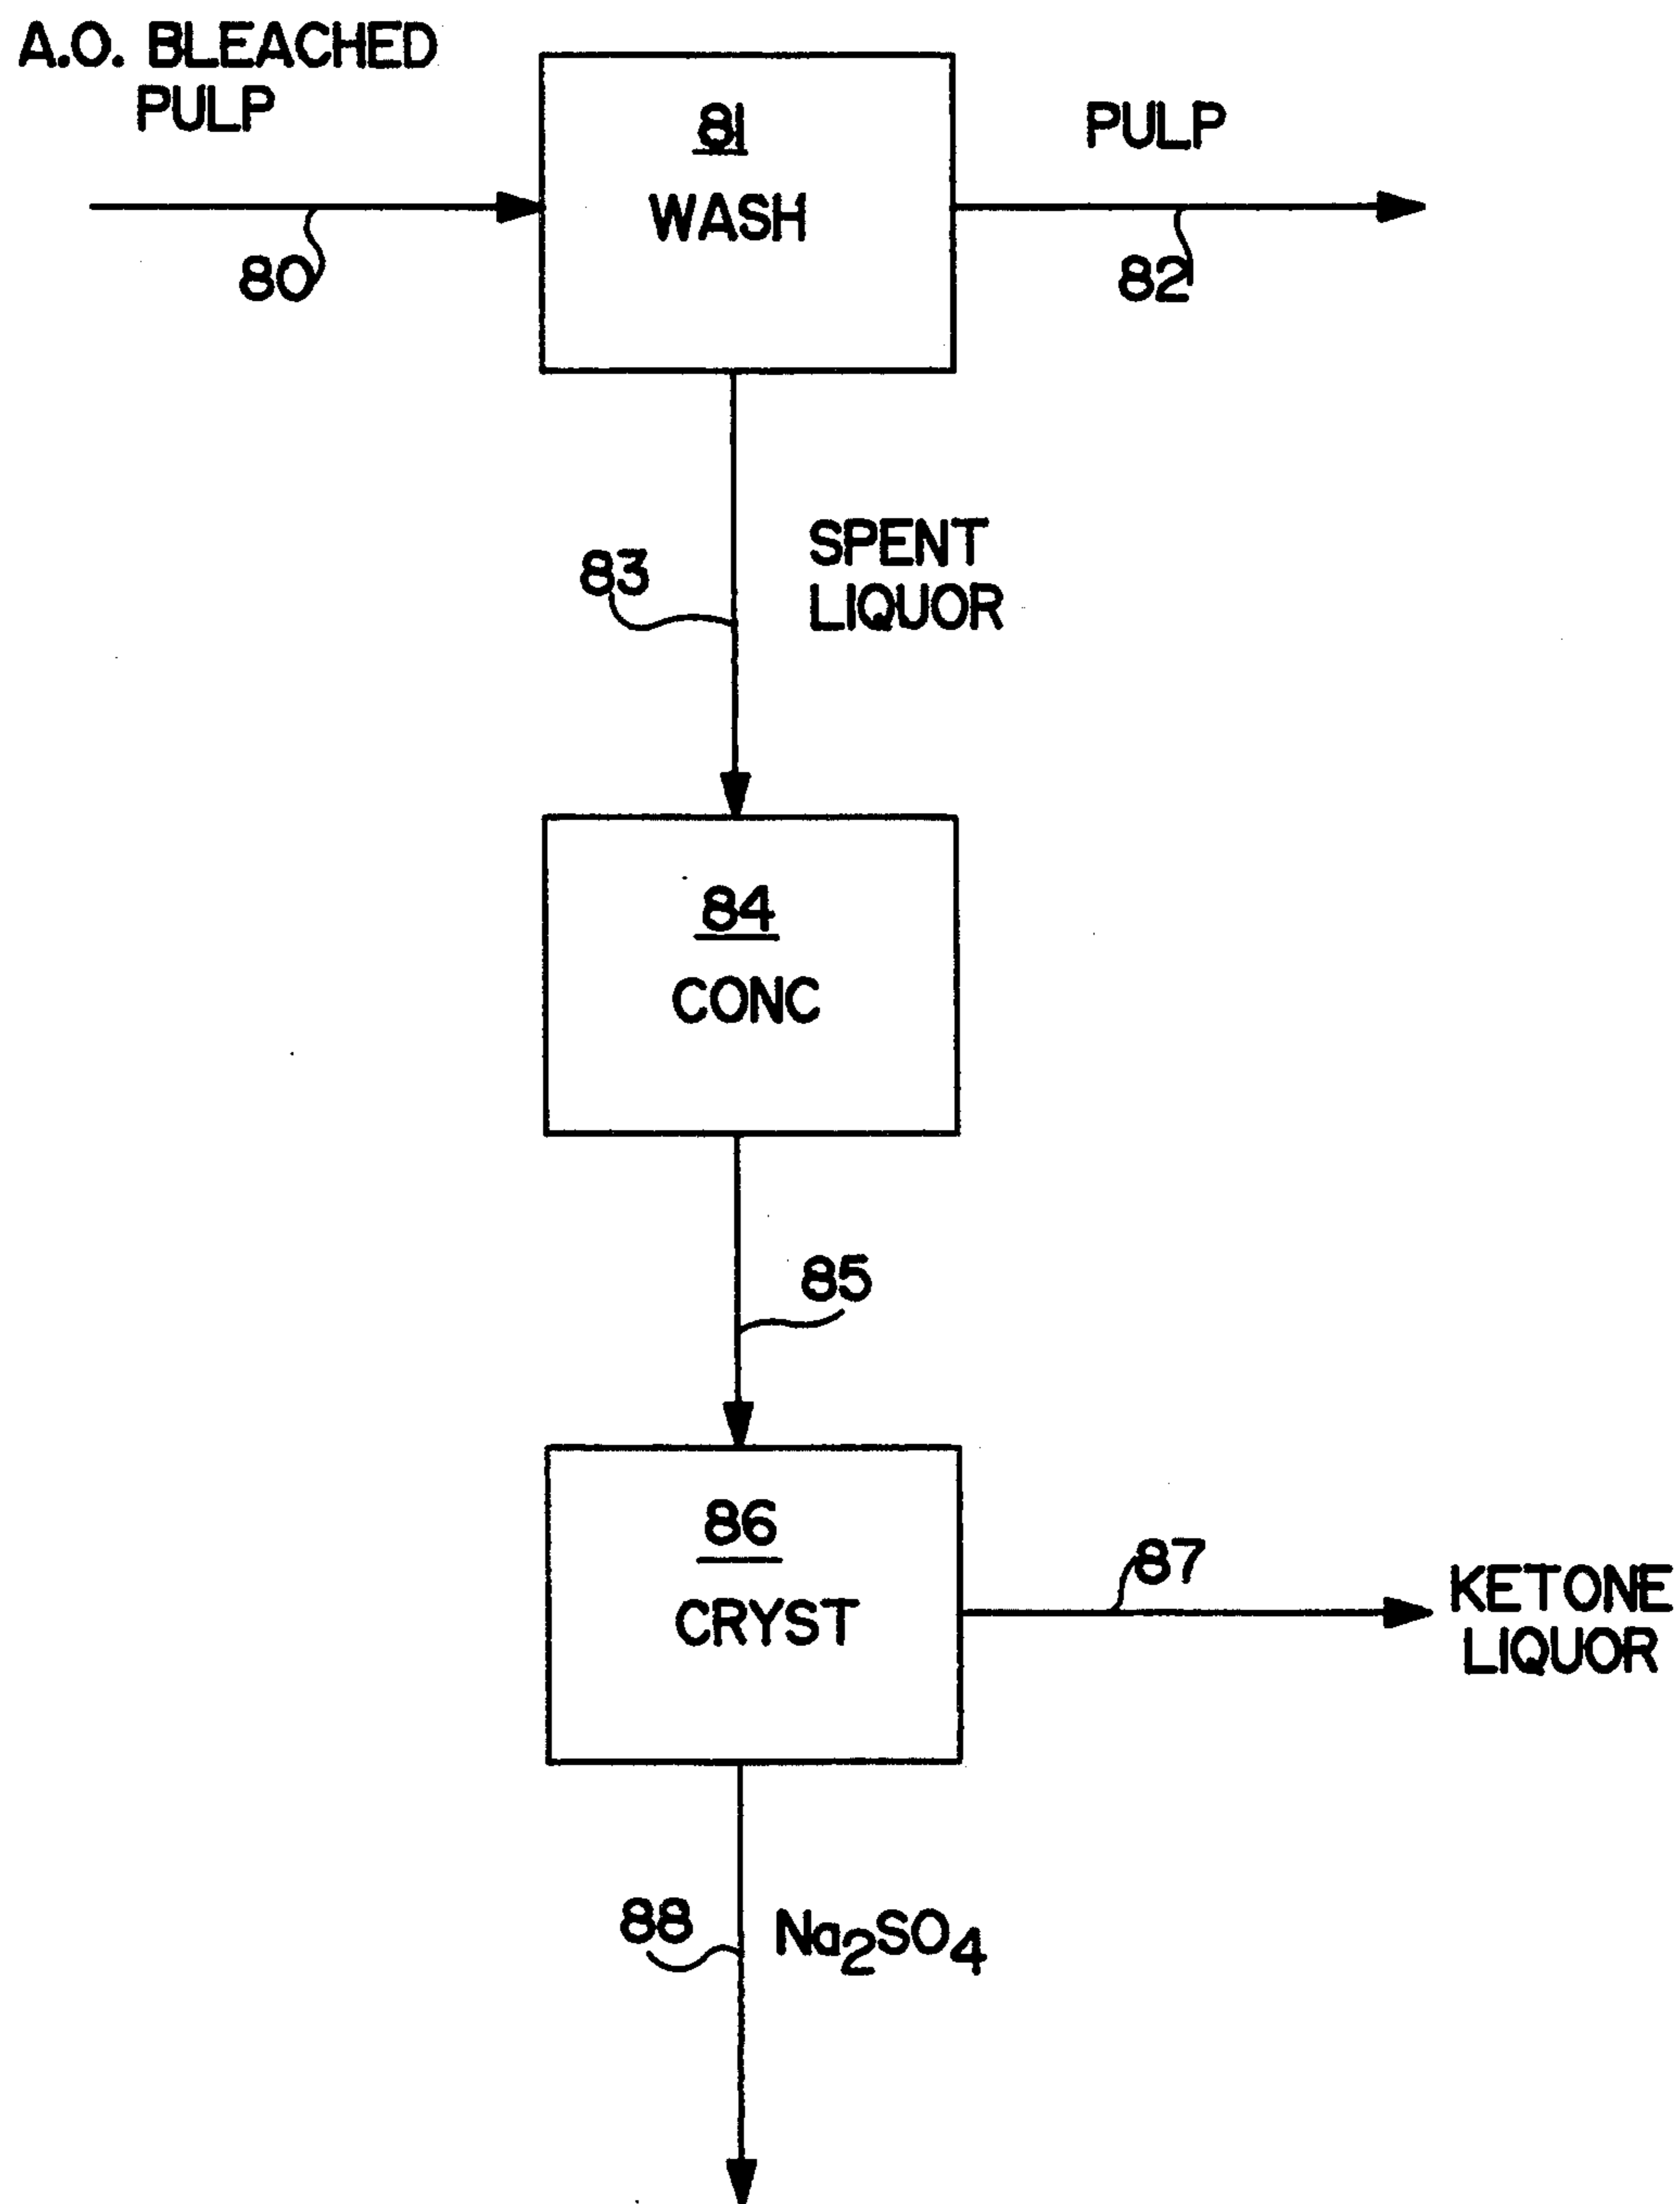 A.O. BLEACHED
PULP
80
81
WASH
PULP
82
83
SPENT
LIQUOR
84
CONC
85
86
CRYST
87
KETONE
LIQUOR
88
Na₂SO₄